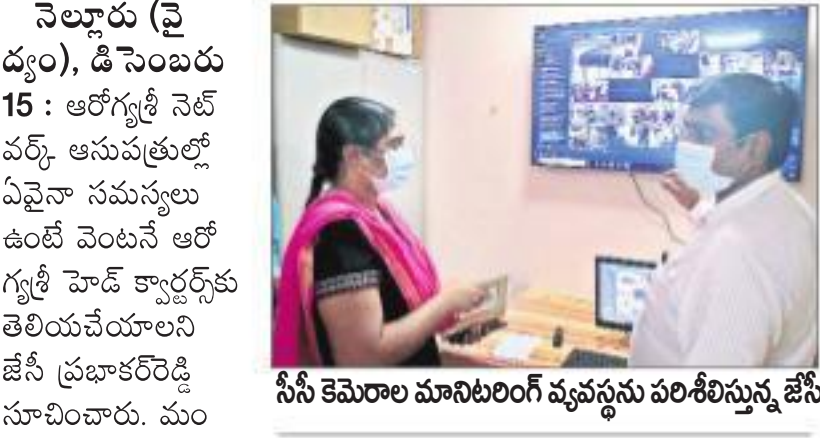 నెల్లూరు (వై
ద్యం), డిసెంబరు
15 : ఆరోగ్యశ్రీ నెట్
వర్క్ ఆసుపత్రుల్లో
ఏవైనా సమస్యలు
ఉంటే వెంటనే ఆరో
గ్యశ్రీ హెడ్ క్వార్టర్స్‌కు
తెలియచేయాలని
జేసీ ప్రభాకర్‌రెడ్డి
సూచించారు. మం
సీసీ కెమెరాల మానిటరింగ్ వ్యవస్థను పరిశీలిస్తున్న జేసీ